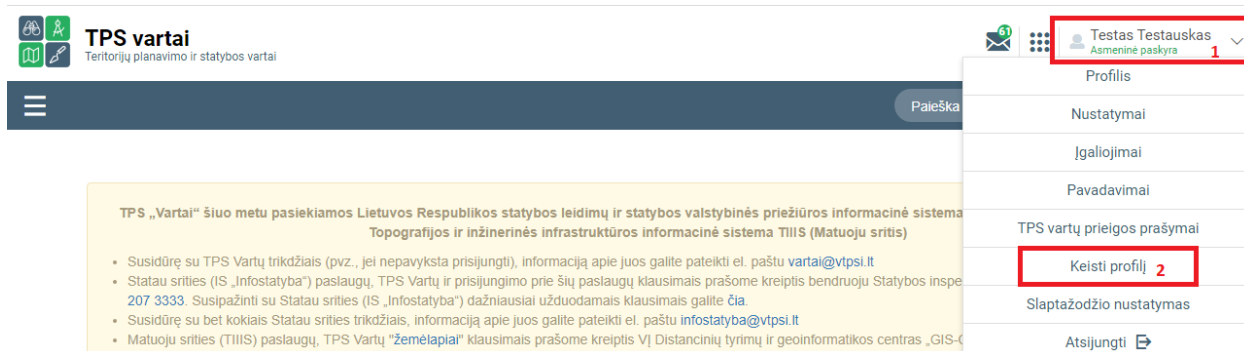 TPS vartai
Teritorijų planavimo ir statybos vartai
61
Testas Testauskas
Asmeninė paskyra
1
Paieška
Profilis
Nustatymai
Įgaliojimai
Pavadavimai
TPS vartų prieigos prašymai
Keisti profilį 2
Slaptažodžio nustatymas
Atsijungti
TPS „Vartai“ šiuo metu pasiekiamos Lietuvos Respublikos statybos leidimų ir statybos valstybinės priežiūros informacinė sistema
Topografijos ir inžinerinės infrastruktūros informacinė sistema TIIIS (Matuoju sritis)
• Susidūrę su TPS Vartų trikdžiais (pvz., jei nepavyksta prisijungti), informaciją apie juos galite pateikti el. paštu vartai@vtpsi.lt
• Statau srities (IS „Infostatyba“) paslaugų, TPS Vartų ir prisijungimo prie šių paslaugų klausimais prašome kreiptis bendruoju Statybos inspe
207 3333. Susipažinti su Statau srities (IS „Infostatyba“) dažniausiai užduodamais klausimais galite čia.
• Susidūrę su bet kokiais Statau srities trikdžiais, informaciją apie juos galite pateikti el. paštu infostatyba@vtpsi.lt
• Matuoju srities (TIIIS) paslaugų, TPS Vartų "žemėlapiai" klausimais prašome kreiptis VĮ Distancinių tyrimų ir geoinformatikos centras „GIS-